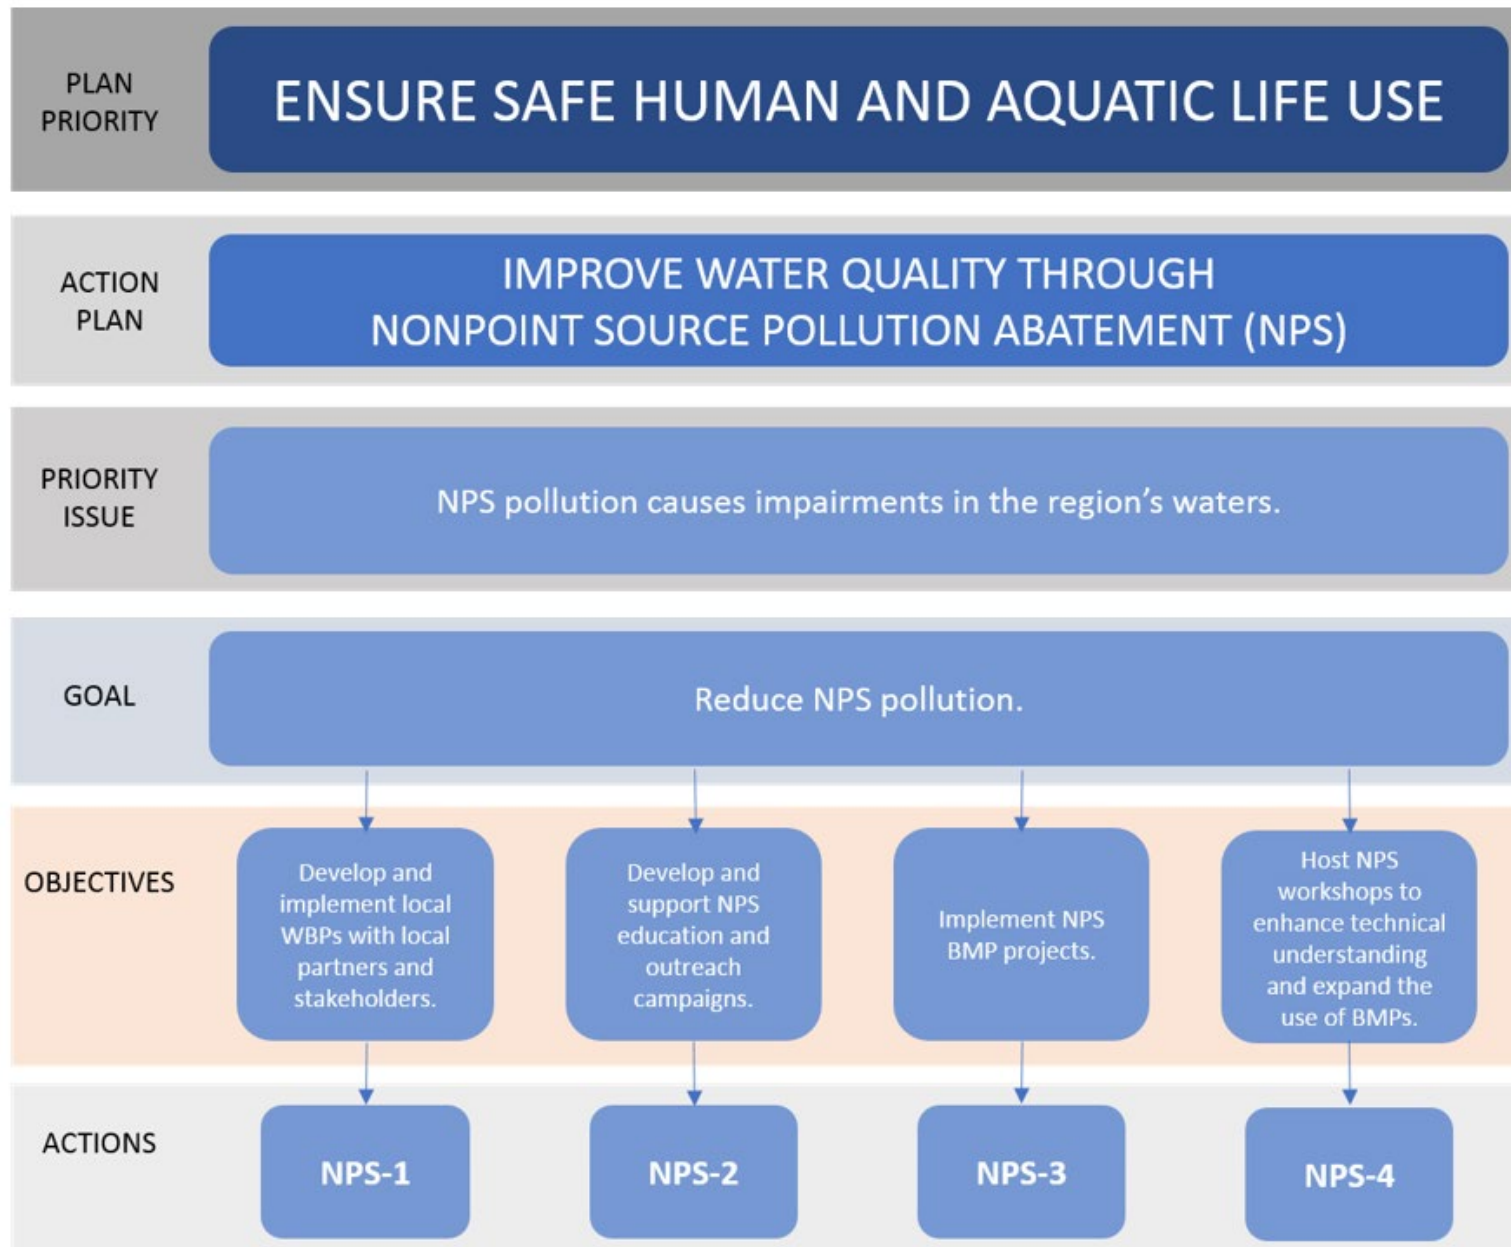 PLAN
PRIORITY
ENSURE SAFE HUMAN AND AQUATIC LIFE USE
ACTION
PLAN
IMPROVE WATER QUALITY THROUGH
NONPOINT SOURCE POLLUTION ABATEMENT (NPS)
PRIORITY
ISSUE
NPS pollution causes impairments in the region’s waters.
GOAL
Reduce NPS pollution.
OBJECTIVES
Develop and
implement local
WBPs with local
partners and
stakeholders.
Develop and
support NPS
education and
outreach
campaigns.
Implement NPS
BMP projects.
Host NPS
workshops to
enhance technical
understanding
and expand the
use of BMPs.
ACTIONS
NPS-1
NPS-2
NPS-3
NPS-4